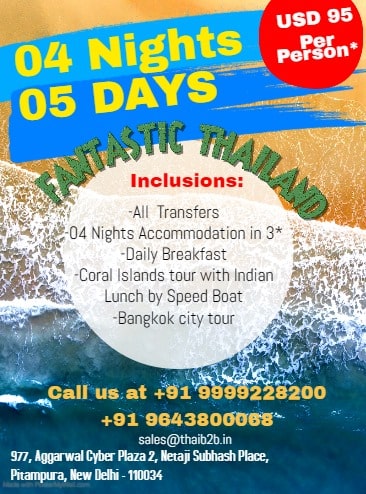 04 Nights
05 DAYS
USD 95
Per
Person*
FANTASTIC THAILAND
Inclusions:
-All Transfers
-04 Nights Accommodation in 3*
-Daily Breakfast
-Coral Islands tour with Indian
Lunch by Speed Boat
-Bangkok city tour
Call us at +91 9999228200
+91 9643800068
sales@thaib2b.in
977, Aggarwal Cyber Plaza 2, Netaji Subhash Place,
Pitampura, New Delhi - 110034